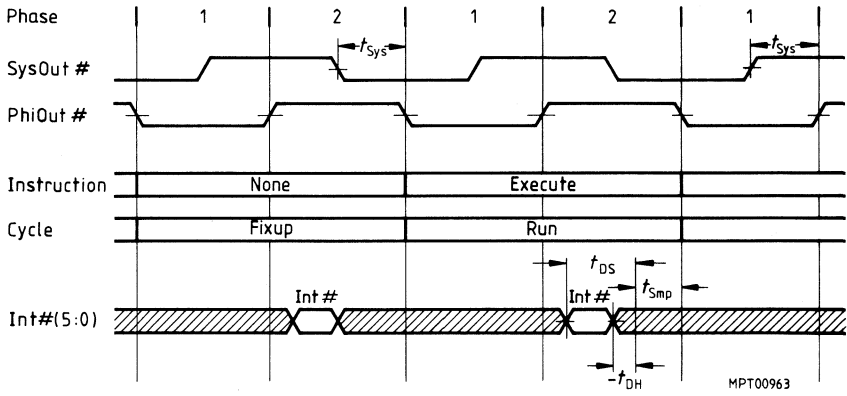 Phase 1 2 1 2 1
tSys tSys
SysOut #
PhiOut #
Instruction None Execute
Cycle Fixup Run
tDS
tSmp
Int # Int #
Int#(5:0)
-tDH
MPT00963